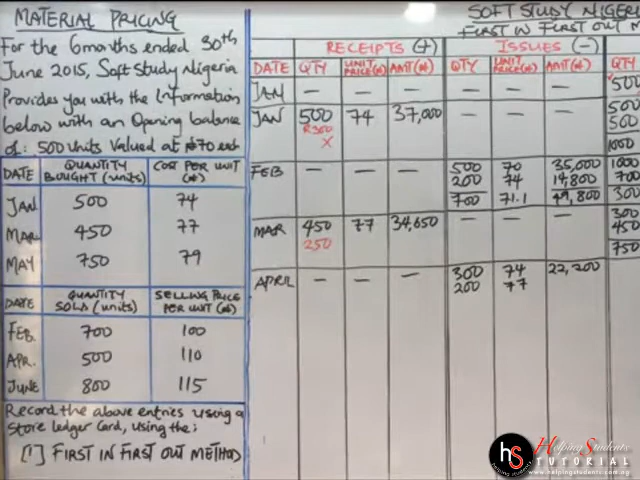 MATERIAL PRICING
For the 6months ended 30th
June 2015, Soft Study Nigeria
Provides you with the Information
below with an Opening balance
of: 500 Units Valued at ₦70 each
DATE QUANTITY BOUGHT (units) COST PER UNIT (₦)
JAN 500 74
MAR 450 77
MAY 750 79
DATE QUANTITY SOLD (units) SELLING PRICE PER UNIT (₦)
FEB. 700 100
APR. 500 110
JUNE 800 115
Record the above entries using a
Store Ledger Card, using the:
[1] FIRST IN FIRST OUT METHOD
SOFT STUDY NIGERIA
FIRST IN FIRST OUT M
RECEIPTS (+) ISSUES (−)
DATE QTY UNIT PRICE(₦) AMT(₦) QTY UNIT PRICE(₦) AMT(₦) QTY
JAN — — — — — — 500
JAN 500 74 37,000 — — — 500
R300 500
X 1000
FEB — — — 500 70 35,000 1000
200 74 14,800 700
700 71.1 49,800 300
MAR 450 77 34,650 — — — 300
250 450
750
APRIL — — — 300 74 22,200
200 77
hs Helping Students
TUTORIAL
www.helpingstudents.com.ng